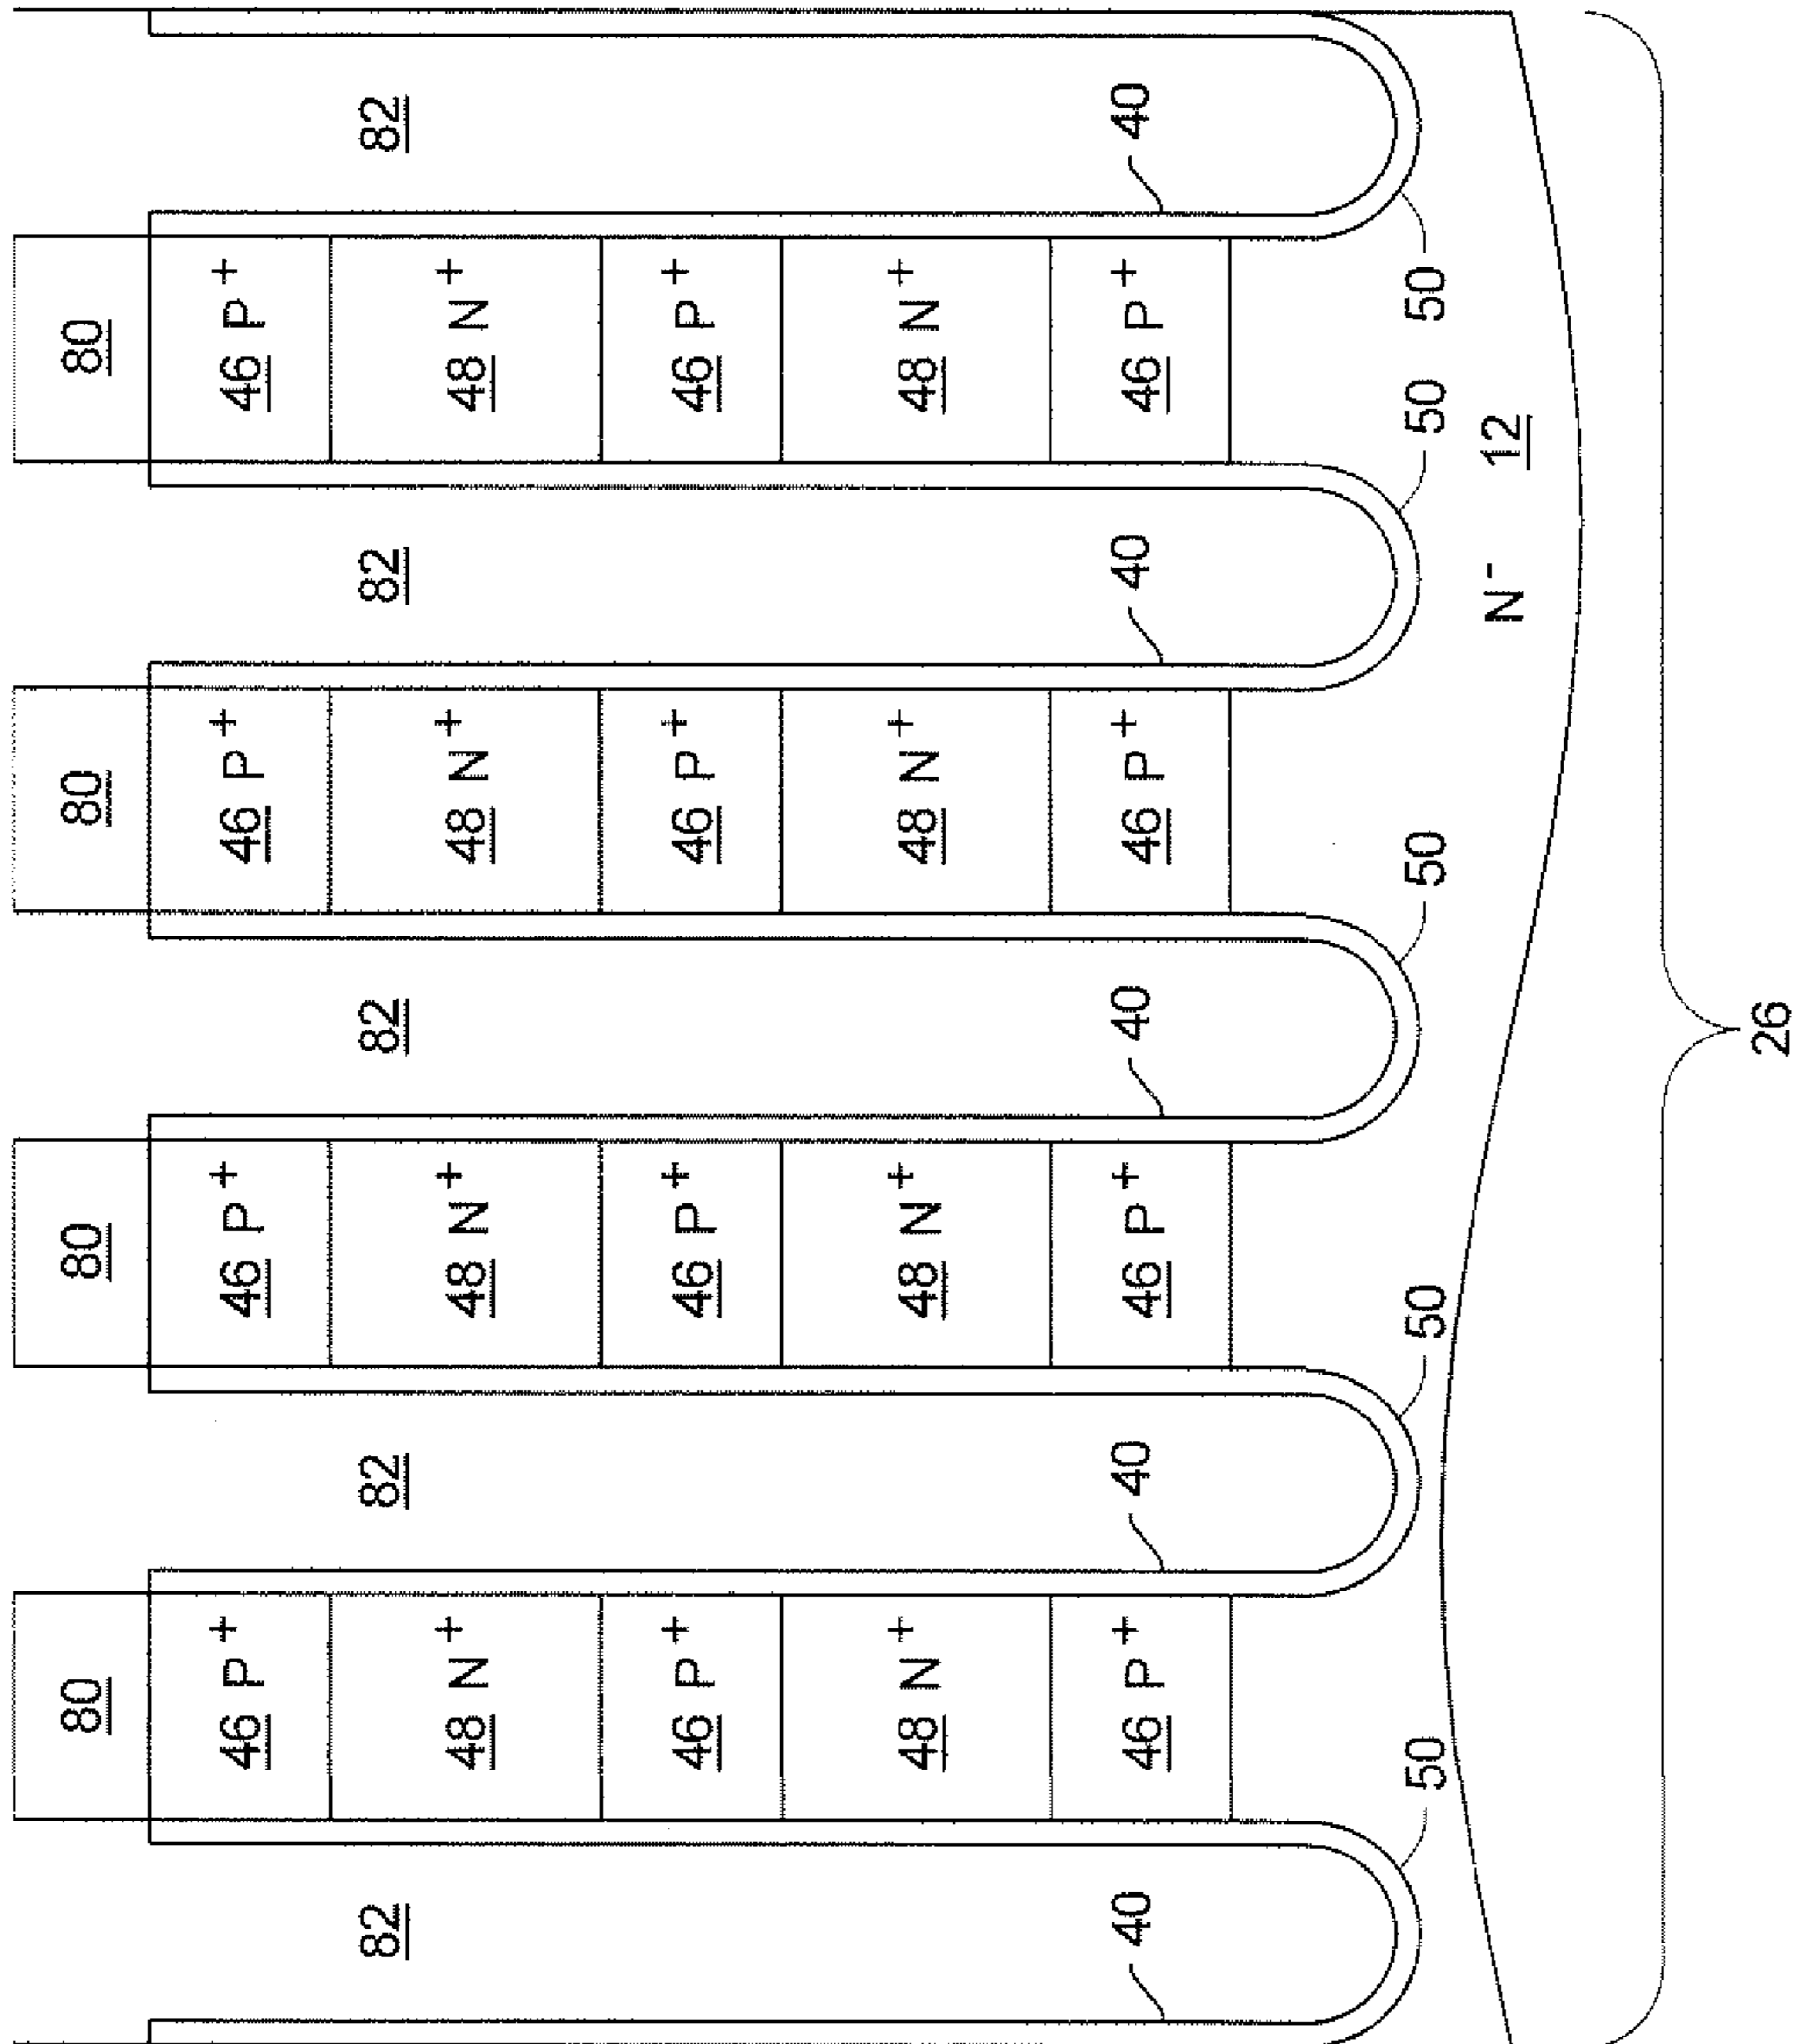 80 80 80 80
46 P+ 46 P+ 46 P+ 46 P+
82 82 82 82 82
48 N+ 48 N+ 48 N+ 48 N+
46 P+ 46 P+ 46 P+ 46 P+
48 N+ 48 N+ 48 N+ 48 N+
40 46 P+ 40 46 P+ 40 46 P+ 40 46 P+ 40
50 50 50 50 50
N- 12
26